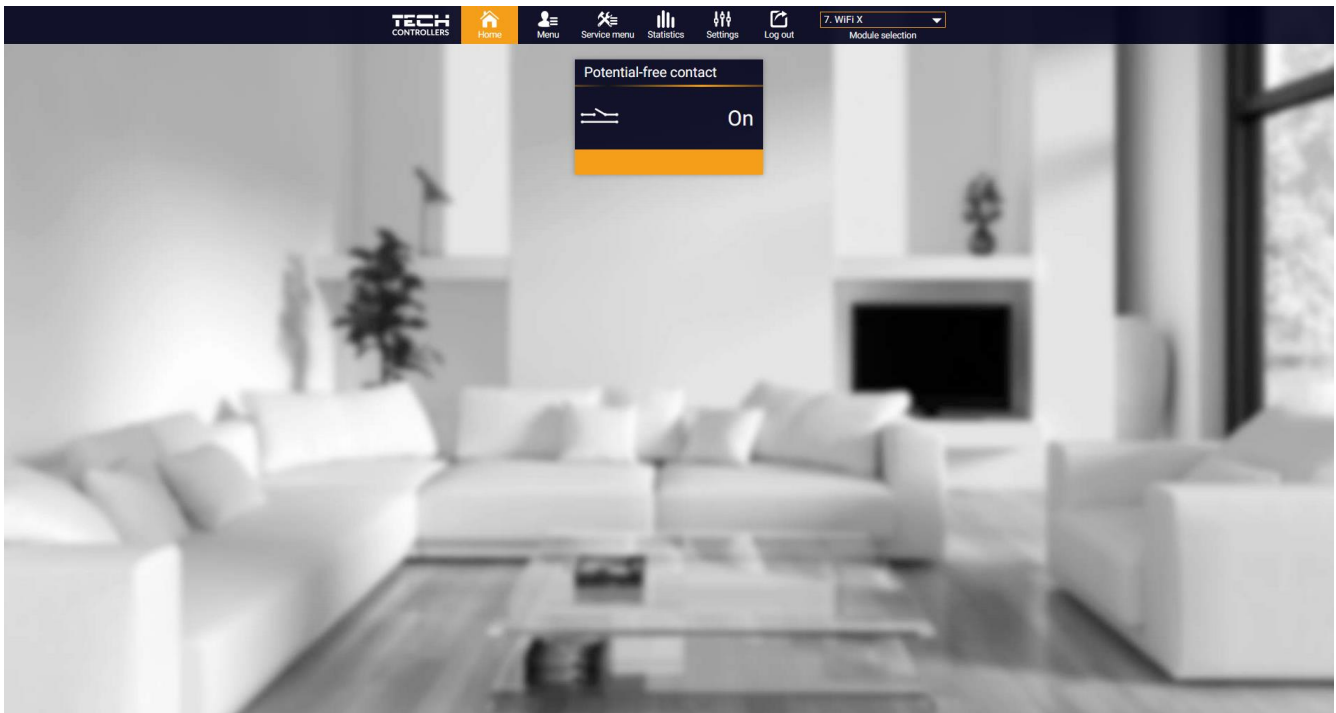 TECH
CONTROLLERS
Home
Menu
Service menu
Statistics
Settings
Log out
7. WiFi X
Module selection
Potential-free contact
On